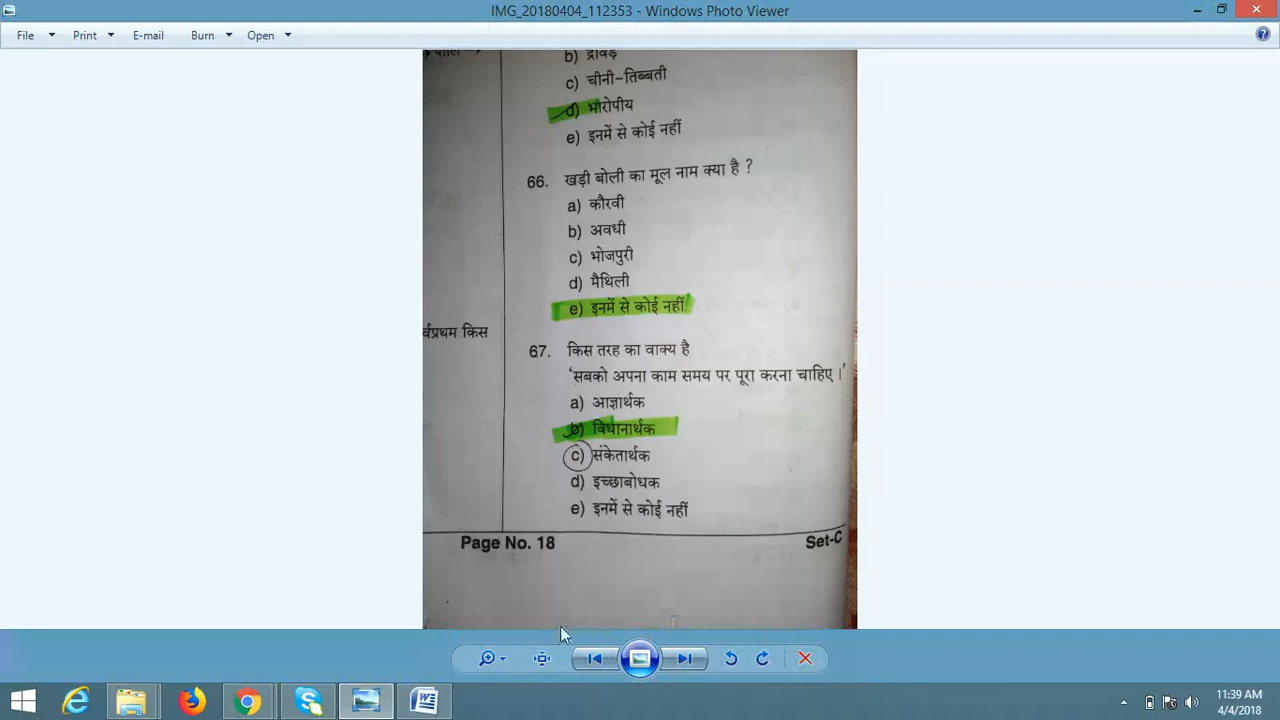 IMG_20180404_112353 - Windows Photo Viewer
File Print E-mail Burn Open
b) द्रविड़
c) चीनी-तिब्बती
d) भारोपीय
e) इनमें से कोई नहीं
66. खड़ी बोली का मूल नाम क्या है ?
a) कौरवी
b) अवधी
c) भोजपुरी
d) मैथिली
e) इनमें से कोई नहीं
र्वप्रथम किस
67. किस तरह का वाक्य है
'सबको अपना काम समय पर पूरा करना चाहिए ।'
a) आज्ञार्थक
b) विधानार्थक
c) संकेतार्थक
d) इच्छाबोधक
e) इनमें से कोई नहीं
Page No. 18 Set-C
11:39 AM
4/4/2018